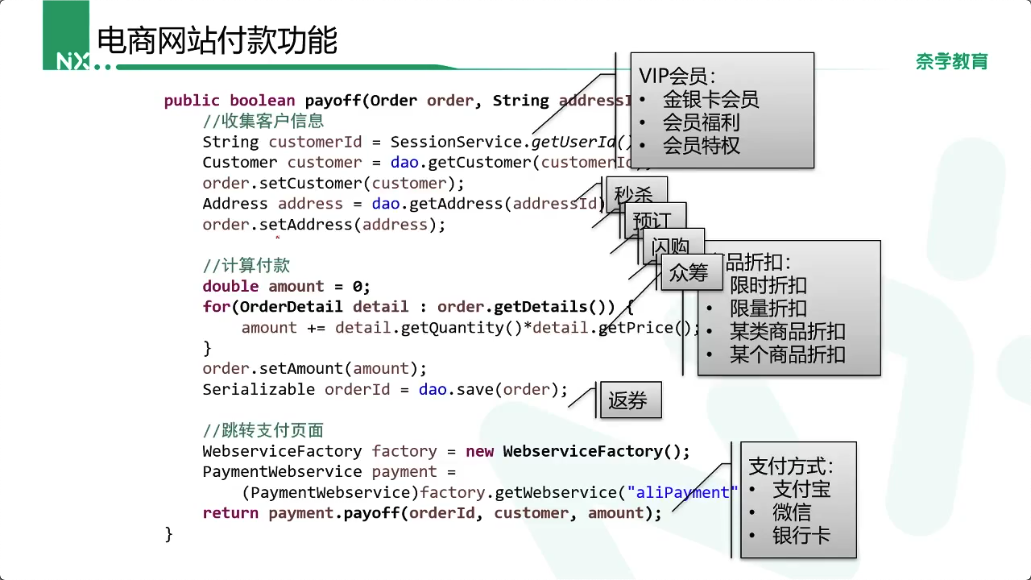 电商网站付款功能
NX
奈学教育
public boolean payoff(Order order, String addressI
//收集客户信息
String customerId = SessionService.getUserId()
Customer customer = dao.getCustomer(customerId);
order.setCustomer(customer);
Address address = dao.getAddress(addressId)
order.setAddress(address);
//计算付款
double amount = 0;
for(OrderDetail detail : order.getDetails()) {
amount += detail.getQuantity()*detail.getPrice();
}
order.setAmount(amount);
Serializable orderId = dao.save(order);
//跳转支付页面
WebserviceFactory factory = new WebserviceFactory();
PaymentWebservice payment =
(PaymentWebservice)factory.getWebservice("aliPayment"
return payment.payoff(orderId, customer, amount);
}
VIP会员：
• 金银卡会员
• 会员福利
• 会员特权
秒杀
预订
闪购
众筹
品折扣：
限时折扣
• 限量折扣
• 某类商品折扣
• 某个商品折扣
返券
支付方式：
• 支付宝
• 微信
• 银行卡